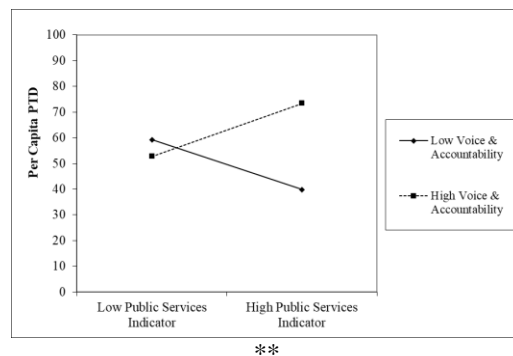 100
90
80
70
60
50
40
30
20
10
0
Per Capita PTD
Low Public Services
Indicator
High Public Services
Indicator
Low Voice &
Accountability
High Voice &
Accountability
**